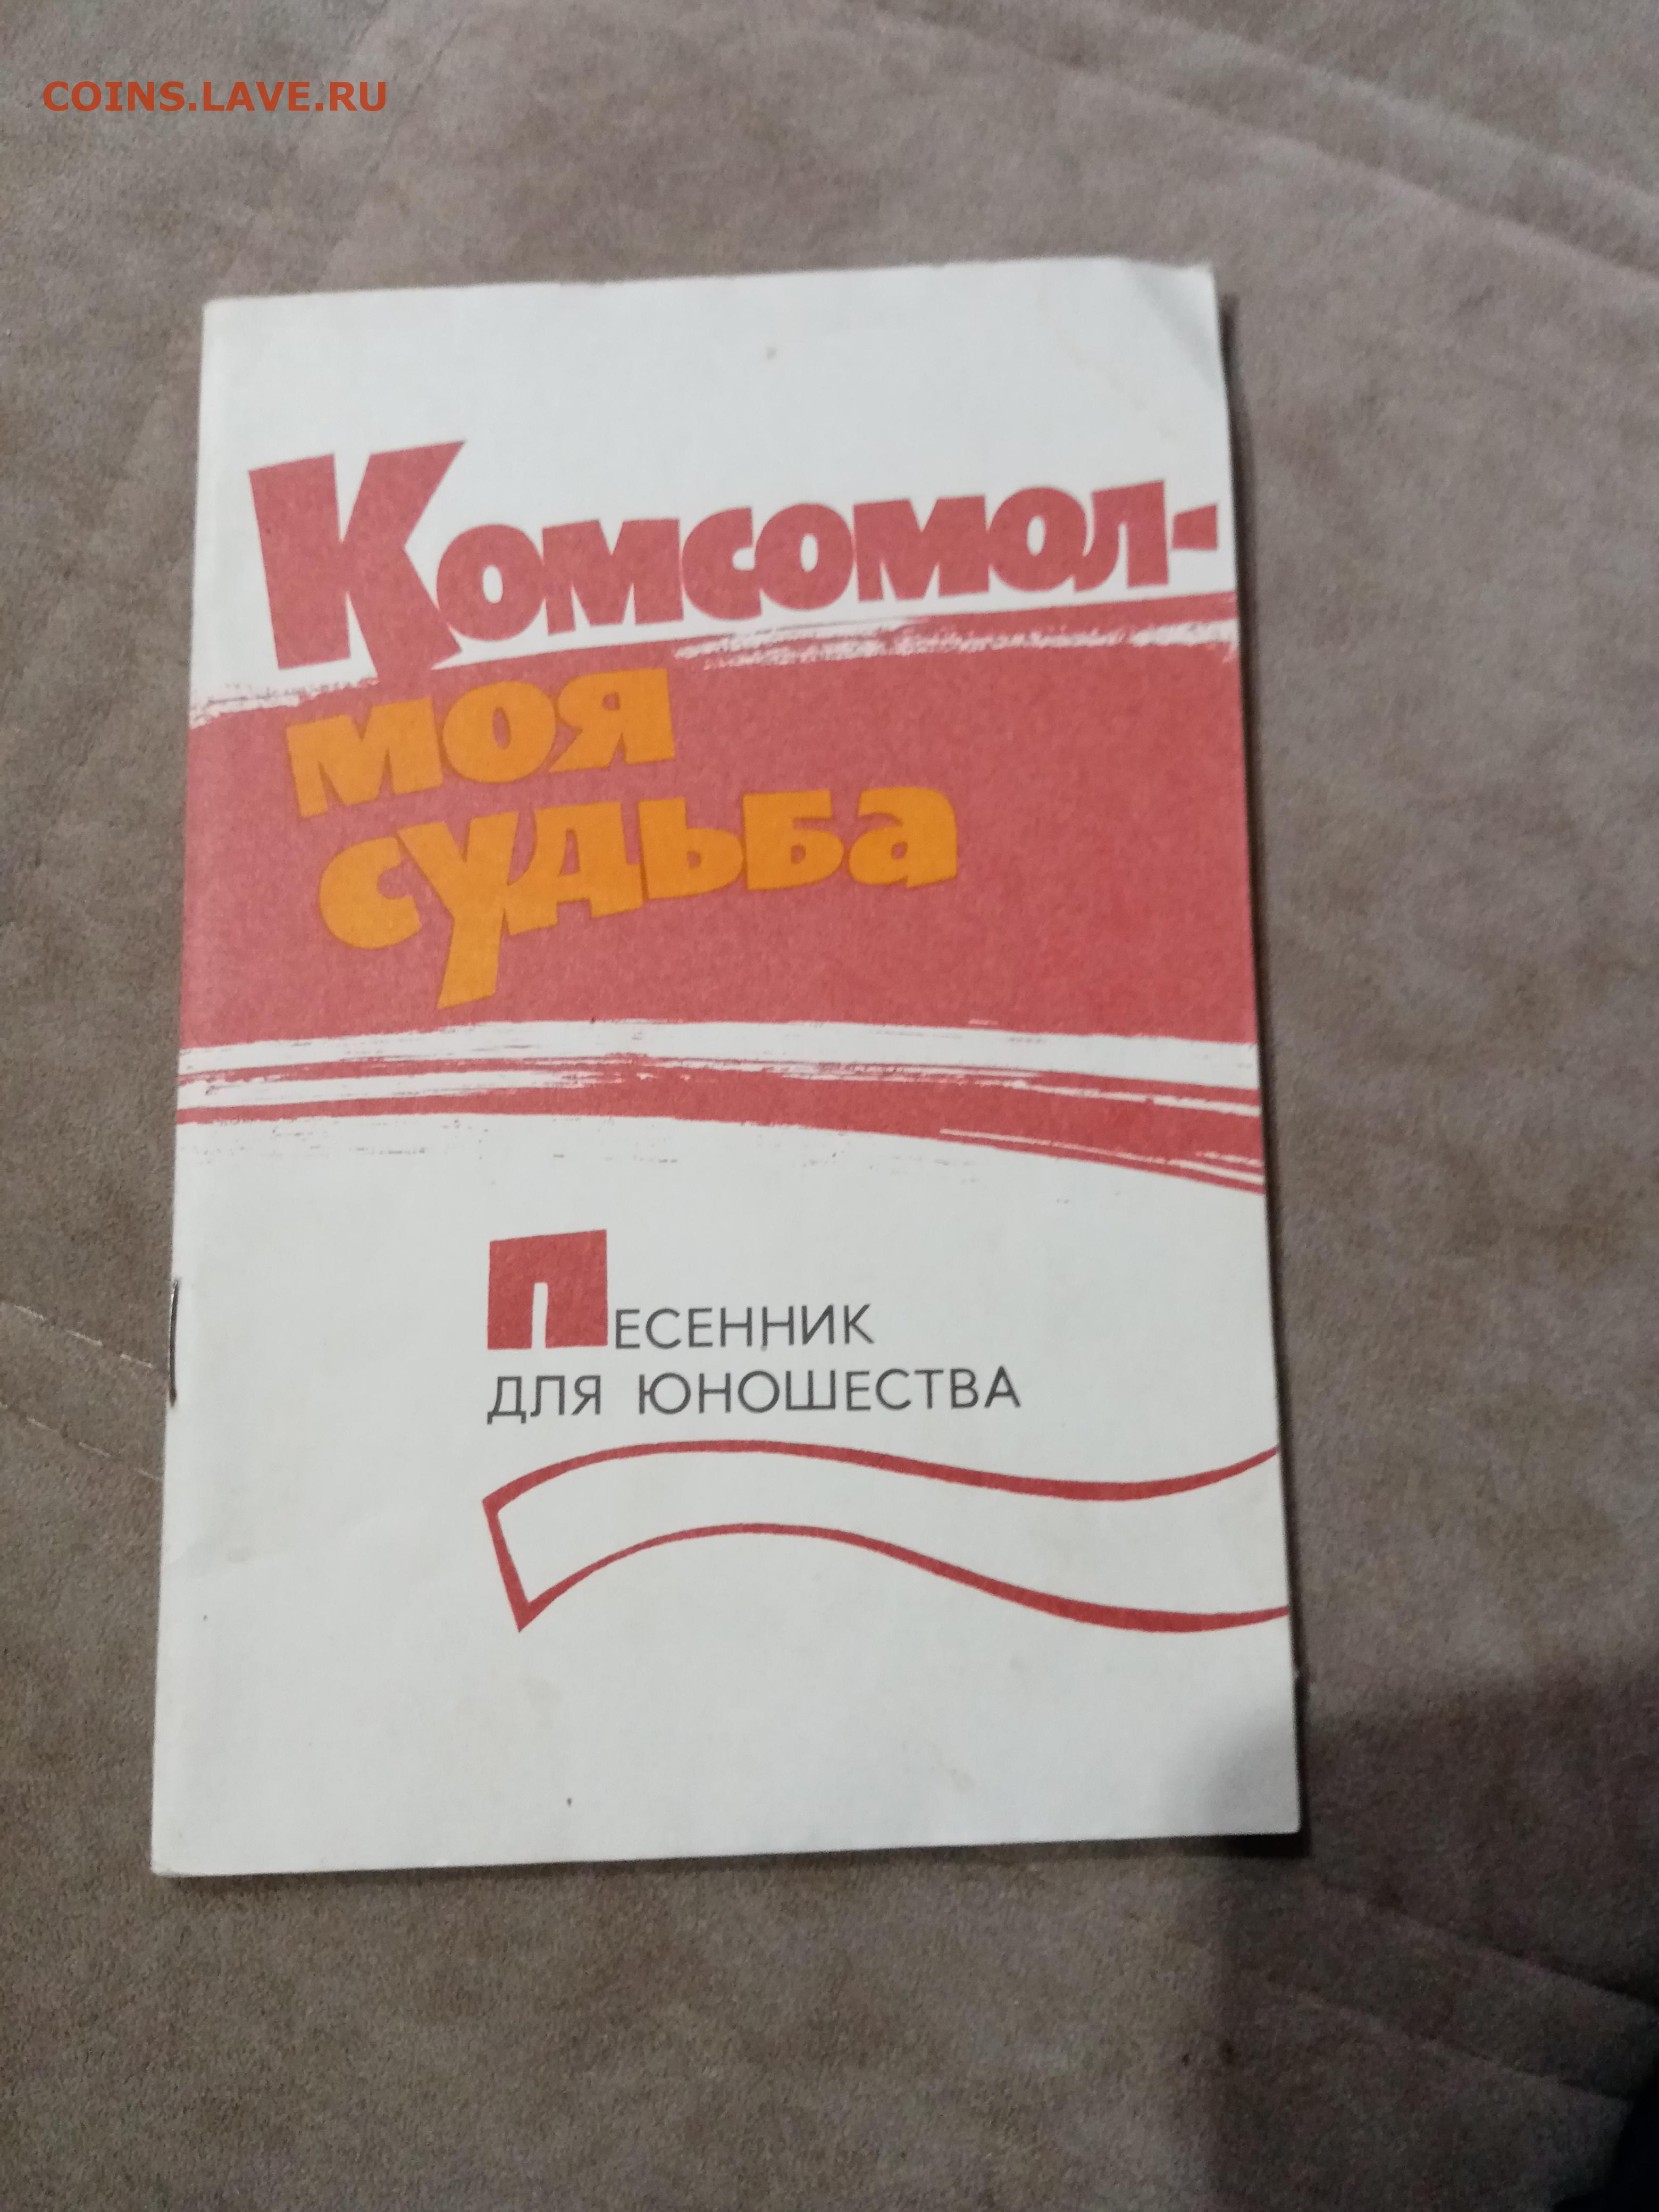 COINS.LAVE.RU
Комсомол-
моя
судьба
Песенник
для юношества